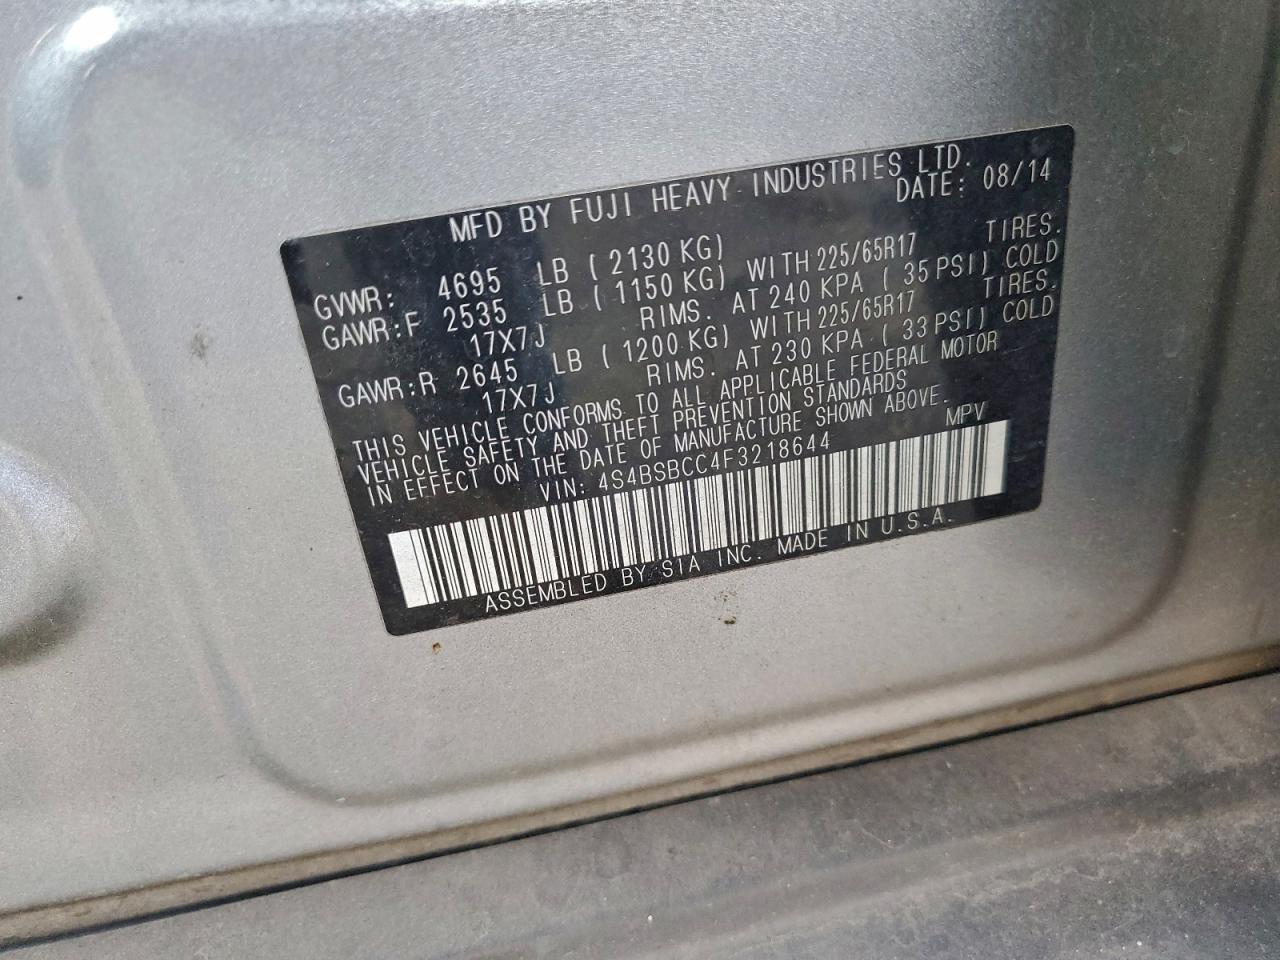 MFD BY FUJI HEAVY INDUSTRIES LTD.
DATE: 08/14
GVWR: 4695 LB ( 2130 KG)
GAWR:F 2535 LB ( 1150 KG) WITH 225/65R17 TIRES.
17X7J RIMS. AT 240 KPA ( 35 PSI) COLD
GAWR:R 2645 LB ( 1200 KG) WITH 225/65R17 TIRES.
17X7J RIMS. AT 230 KPA ( 33 PSI) COLD
THIS VEHICLE CONFORMS TO ALL APPLICABLE FEDERAL MOTOR
VEHICLE SAFETY AND THEFT PREVENTION STANDARDS
IN EFFECT ON THE DATE OF MANUFACTURE SHOWN ABOVE.
VIN: 4S4BSBCC4F3218644 MPV
ASSEMBLED BY SIA INC. MADE IN U.S.A.